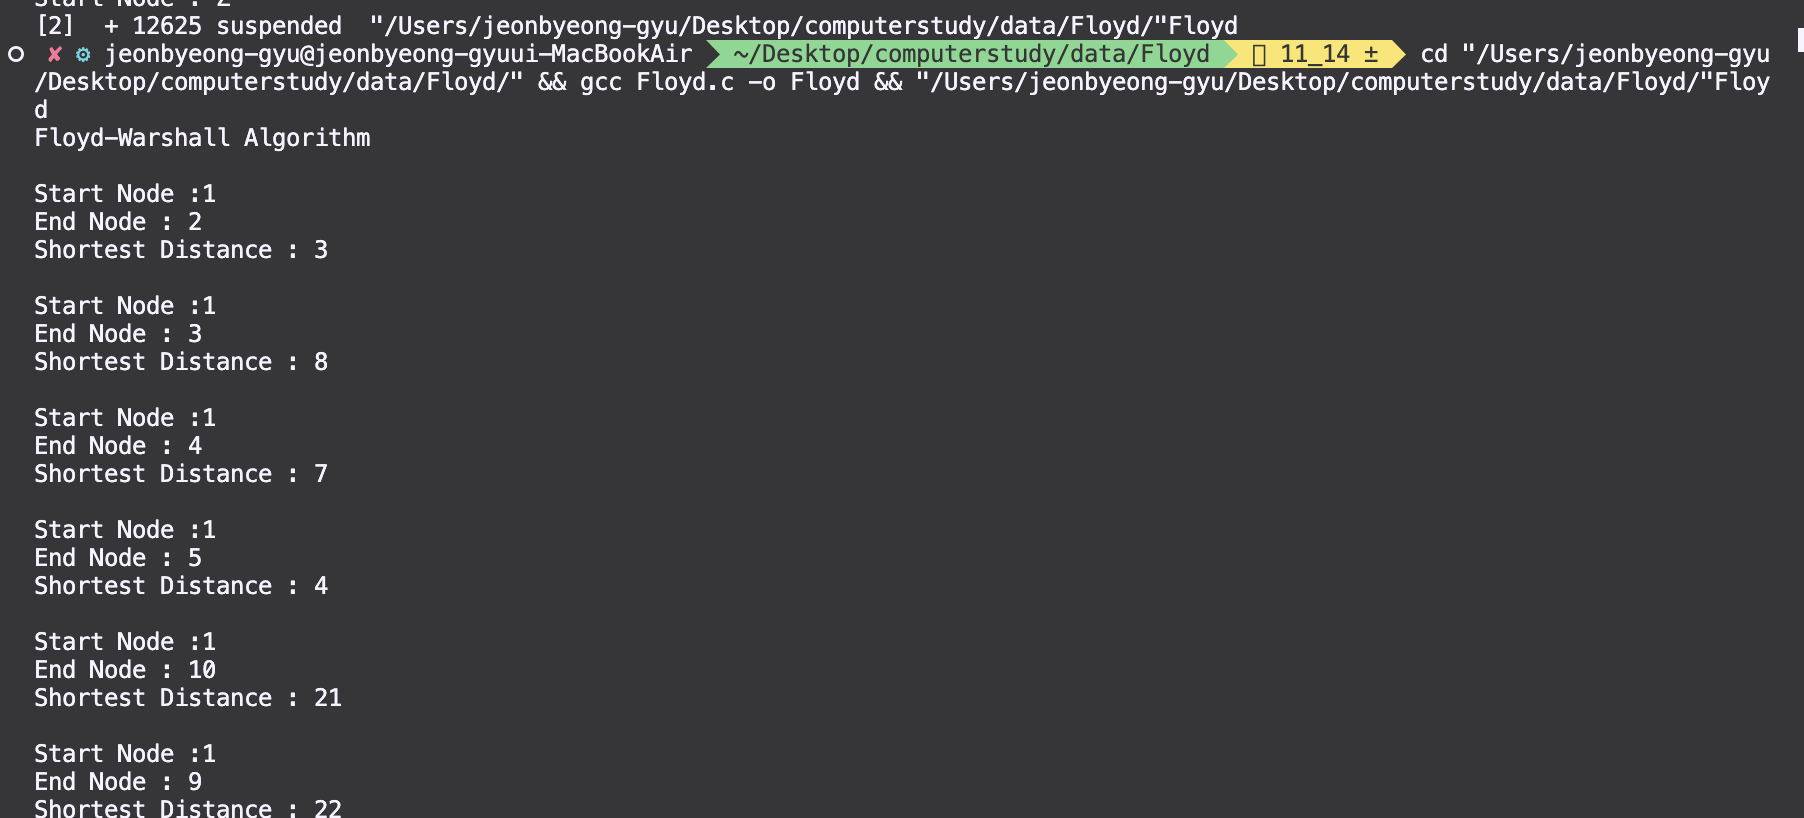 Start Node : 2
[2]  + 12625 suspended  "/Users/jeonbyeong-gyu/Desktop/computerstudy/data/Floyd/"Floyd
✘ ⚙ jeonbyeong-gyu@jeonbyeong-gyuui-MacBookAir ~/Desktop/computerstudy/data/Floyd 11_14 ± cd "/Users/jeonbyeong-gyu
/Desktop/computerstudy/data/Floyd/" && gcc Floyd.c -o Floyd && "/Users/jeonbyeong-gyu/Desktop/computerstudy/data/Floyd/"Floy
d
Floyd-Warshall Algorithm
Start Node :1
End Node : 2
Shortest Distance : 3
Start Node :1
End Node : 3
Shortest Distance : 8
Start Node :1
End Node : 4
Shortest Distance : 7
Start Node :1
End Node : 5
Shortest Distance : 4
Start Node :1
End Node : 10
Shortest Distance : 21
Start Node :1
End Node : 9
Shortest Distance : 22